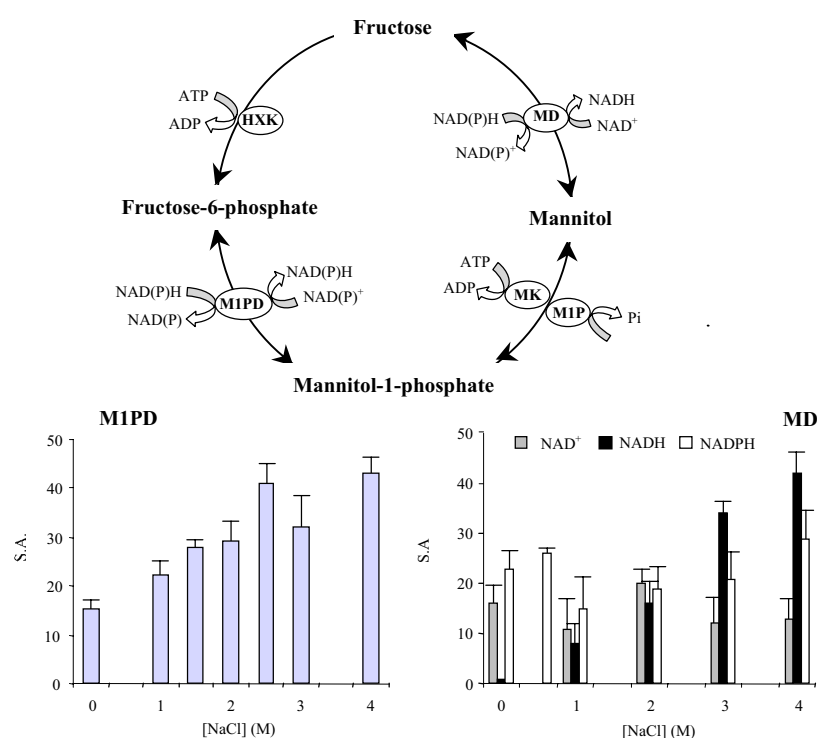 Fructose
ATP
ADP
HXK
NAD(P)H
NAD(P)⁺
MD
NADH
NAD⁺
Fructose-6-phosphate
Mannitol
NAD(P)H
NAD(P)
M1PD
NAD(P)H
NAD(P)⁺
ATP
ADP
MK
M1P
Pi
.
Mannitol-1-phosphate
M1PD
S.A.
50
40
30
20
10
0
0 1 2 3 4
[NaCl] (M)
MD
NAD⁺ NADH NADPH
S.A
50
40
30
20
10
0
0 1 2 3 4
[NaCl] (M)